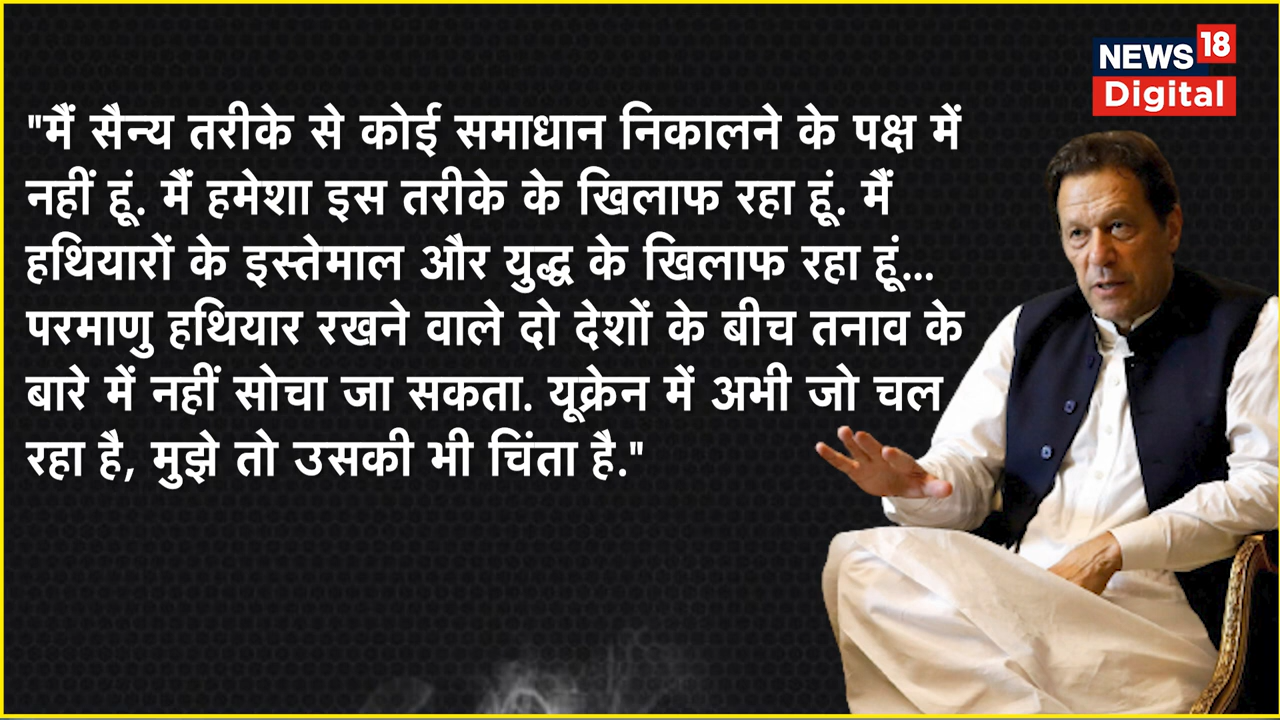 NEWS 18
Digital
"मैं सैन्य तरीके से कोई समाधान निकालने के पक्ष में
नहीं हूं. मैं हमेशा इस तरीके के खिलाफ रहा हूं. मैं
हथियारों के इस्तेमाल और युद्ध के खिलाफ रहा हूं...
परमाणु हथियार रखने वाले दो देशों के बीच तनाव के
बारे में नहीं सोचा जा सकता. यूक्रेन में अभी जो चल
रहा है, मुझे तो उसकी भी चिंता है."